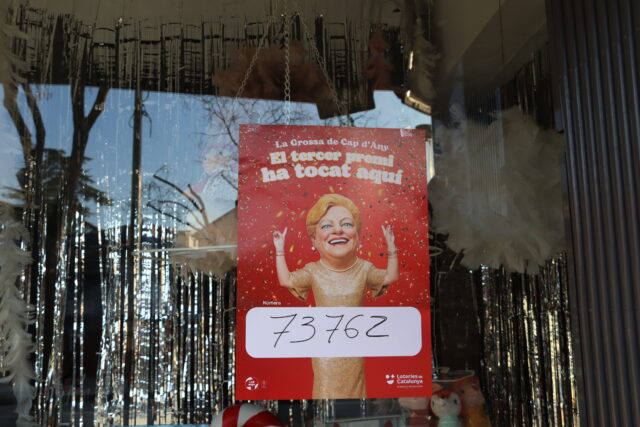 La Grossa de Cap d'Any
El tercer premi
ha tocat aquí
Número
73762
Loteries de
Catalunya